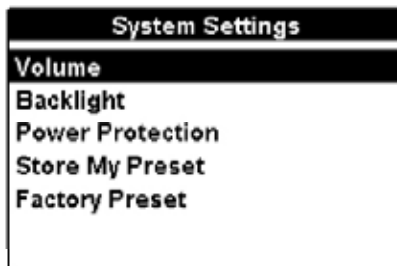 System Settings
Volume
Backlight
Power Protection
Store My Preset
Factory Preset